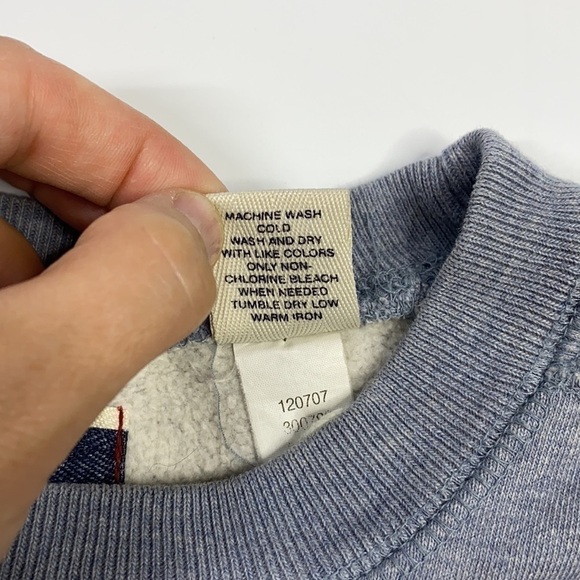 MACHINE WASH
COLD
WASH AND DRY
WITH LIKE COLORS
ONLY NON-
CHLORINE BLEACH
WHEN NEEDED
TUMBLE DRY LOW
WARM IRON
120707